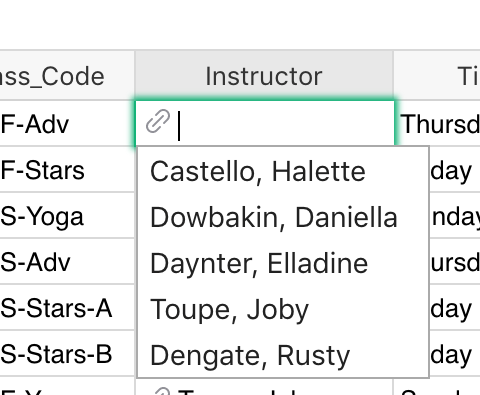 ass_Code Instructor Ti
F-Adv Thursd
F-Stars day
Castello, Halette
S-Yoga nday
Dowbakin, Daniella
S-Adv ursd
Daynter, Elladine
S-Stars-A day
Toupe, Joby
S-Stars-B day
Dengate, Rusty